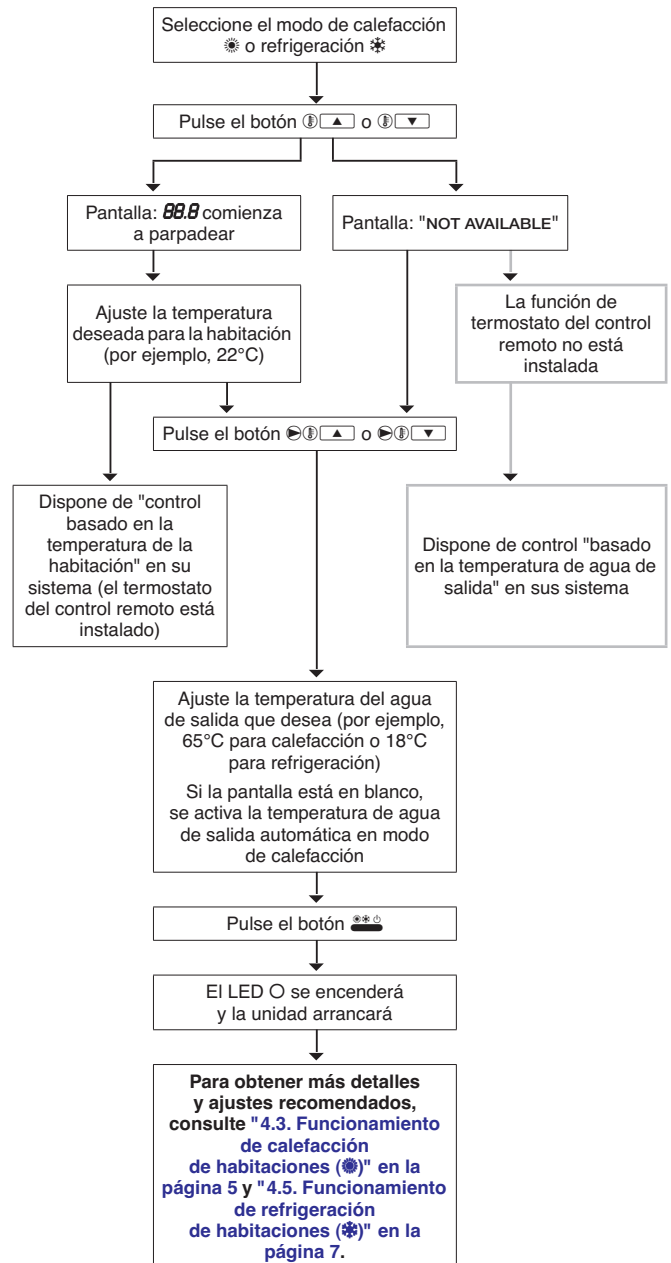 Seleccione el modo de calefacción
☀ o refrigeración ❄
Pulse el botón ▲ o ▼
Pantalla: 88.8 comienza
a parpadear
Pantalla: "NOT AVAILABLE"
Ajuste la temperatura
deseada para la habitación
(por ejemplo, 22°C)
La función de
termostato del control
remoto no está
instalada
Pulse el botón ▲ o ▼
Dispone de "control
basado en la
temperatura de la
habitación" en su
sistema (el termostato
del control remoto está
instalado)
Dispone de control "basado
en la temperatura de agua de
salida" en sus sistema
Ajuste la temperatura del agua
de salida que desea (por ejemplo,
65°C para calefacción o 18°C
para refrigeración)
Si la pantalla está en blanco,
se activa la temperatura de agua
de salida automática en modo
de calefacción
Pulse el botón
El LED O se encenderá
y la unidad arrancará
Para obtener más detalles
y ajustes recomendados,
consulte "4.3. Funcionamiento
de calefacción
de habitaciones (☀)" en la
página 5 y "4.5. Funcionamiento
de refrigeración
de habitaciones (❄)" en la
página 7.